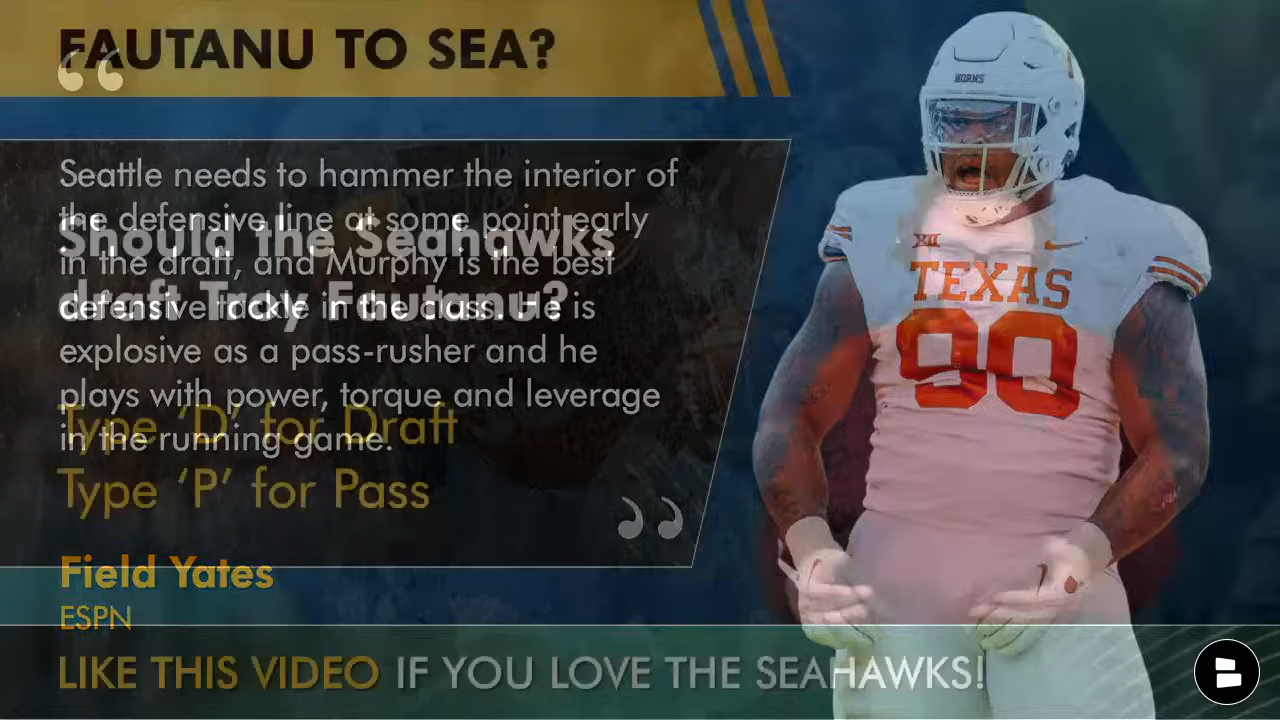 FAUTANU TO SEA?
“
Seattle needs to hammer the interior of
the defensive line at some point early
in the draft, and Murphy is the best
defensive tackle in the class. He is
explosive as a pass-rusher and he
plays with power, torque and leverage
in the running game.
”
Should the Seahawks
draft Troy Fautanu?
Type ‘D’ for Draft
Type ‘P’ for Pass
Field Yates
ESPN
LIKE THIS VIDEO IF YOU LOVE THE SEAHAWKS!
HORNS
XII
TEXAS
90